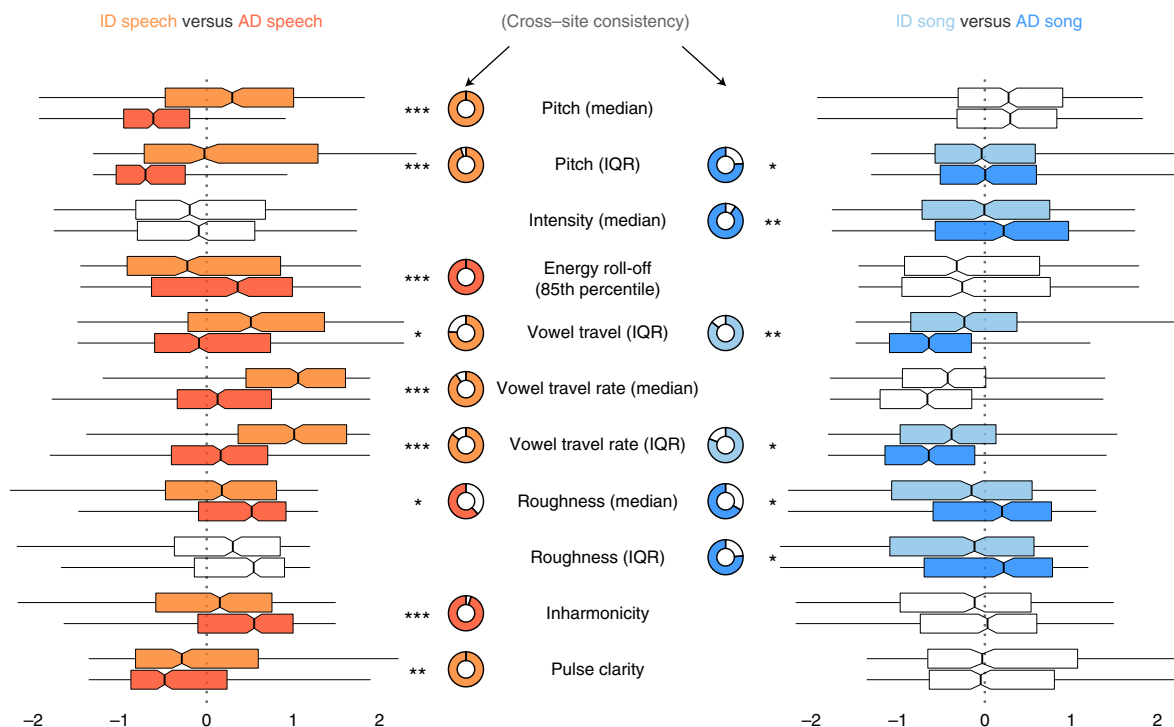 ID speech versus AD speech
(Cross–site consistency)
ID song versus AD song
*** Pitch (median)
*** Pitch (IQR) *
Intensity (median) **
*** Energy roll-off
(85th percentile)
* Vowel travel (IQR) **
*** Vowel travel rate (median)
*** Vowel travel rate (IQR) *
* Roughness (median) *
Roughness (IQR) *
*** Inharmonicity
** Pulse clarity
–2 –1 0 1 2
–2 –1 0 1 2